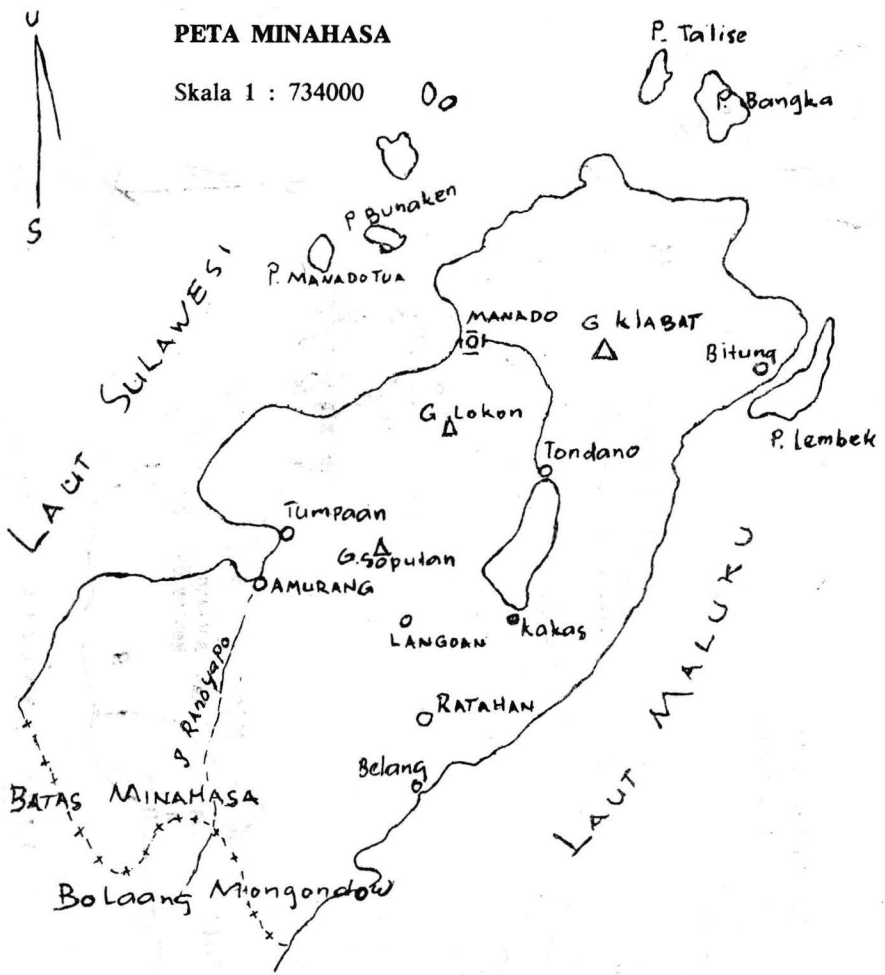 U
S
PETA MINAHASA
Skala 1 : 734000
P. Talise
P. Bangka
P Bunaken
P. MANADOTUA
LAUT SULAWESI
MANADO
G KlABAT
Bitung
P. Lembek
G Lokon
Tondano
Tumpaan
G. Soputan
AMURANG
LANGOAN
Kakas
S RAnoyapo
RATAHAN
Belang
LAUT MALUKU
BATAS MINAHASA
BoLaang Mongondow